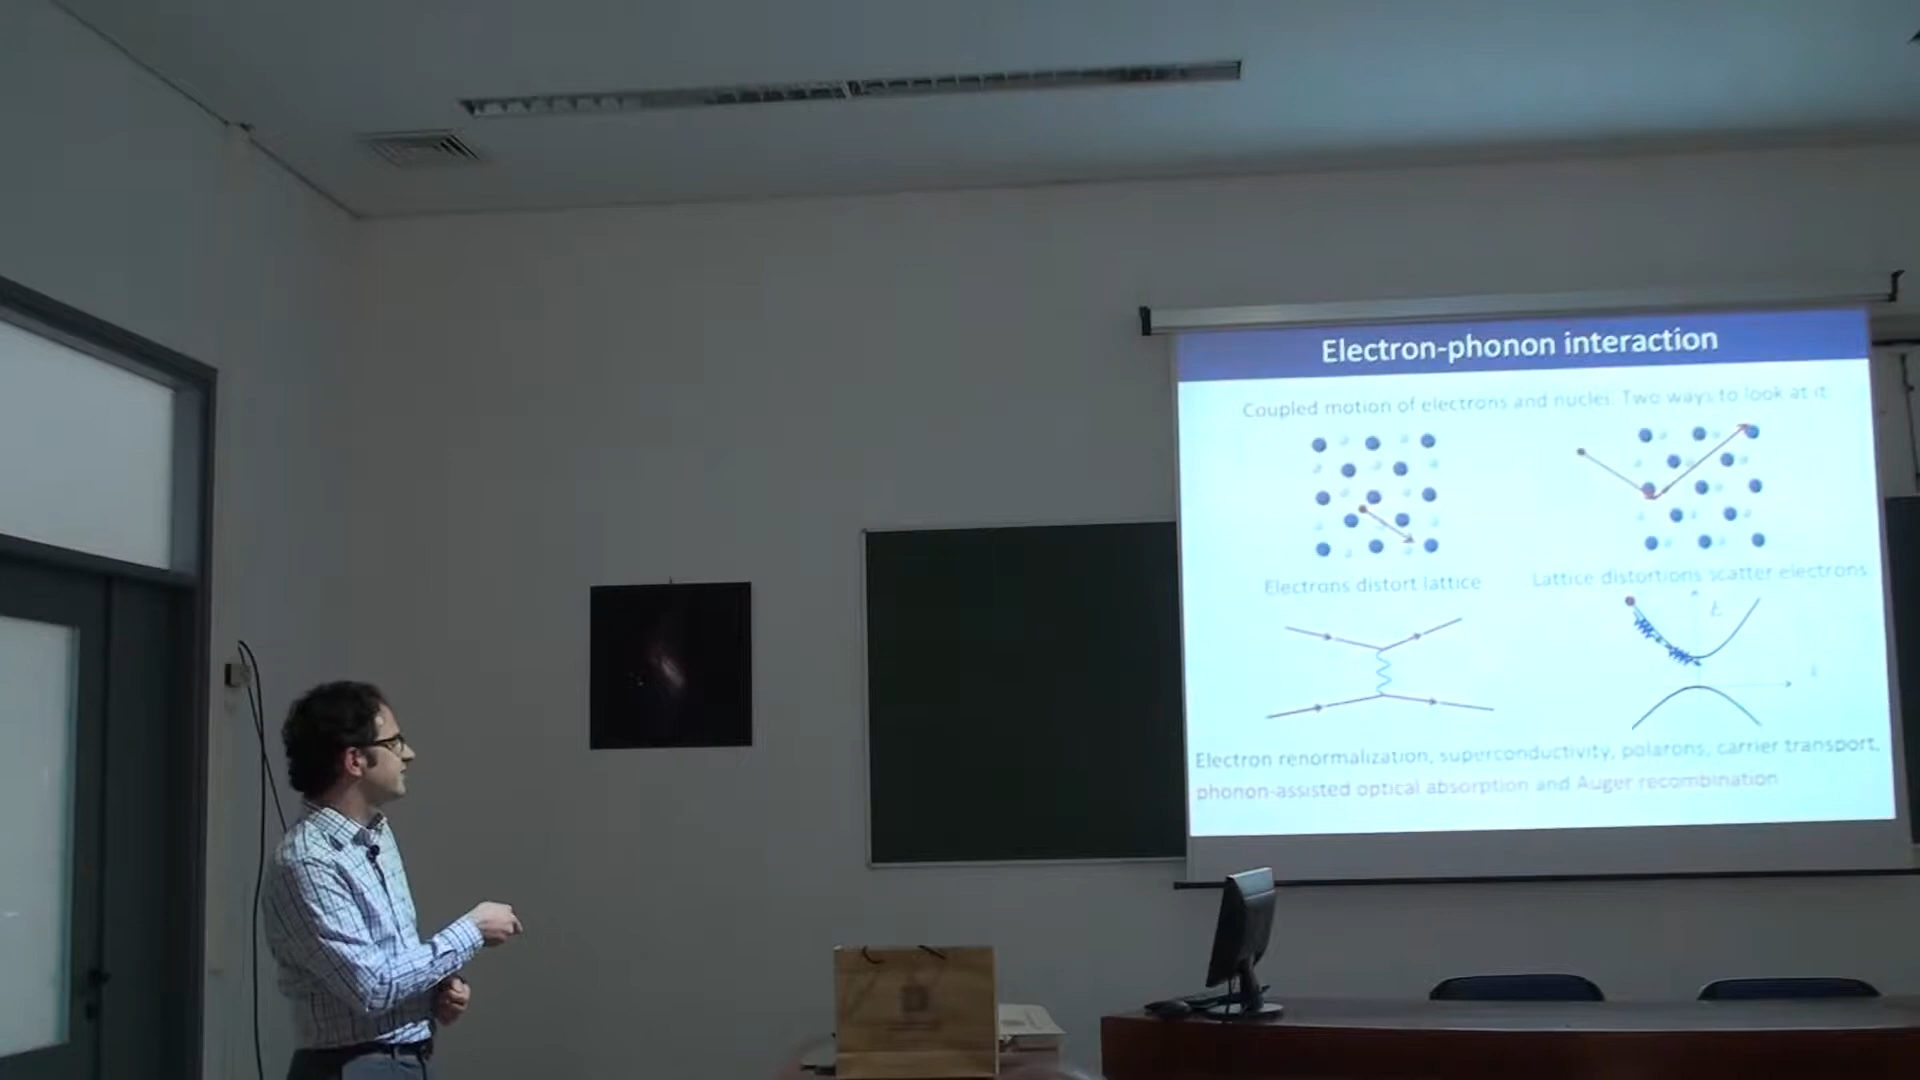 Electron-phonon interaction
Coupled motion of electrons and nuclei. Two ways to look at it:
Electrons distort lattice
Lattice distortions scatter electrons
E
Electron renormalization, superconductivity, polarons, carrier transport,
phonon-assisted optical absorption and Auger recombination